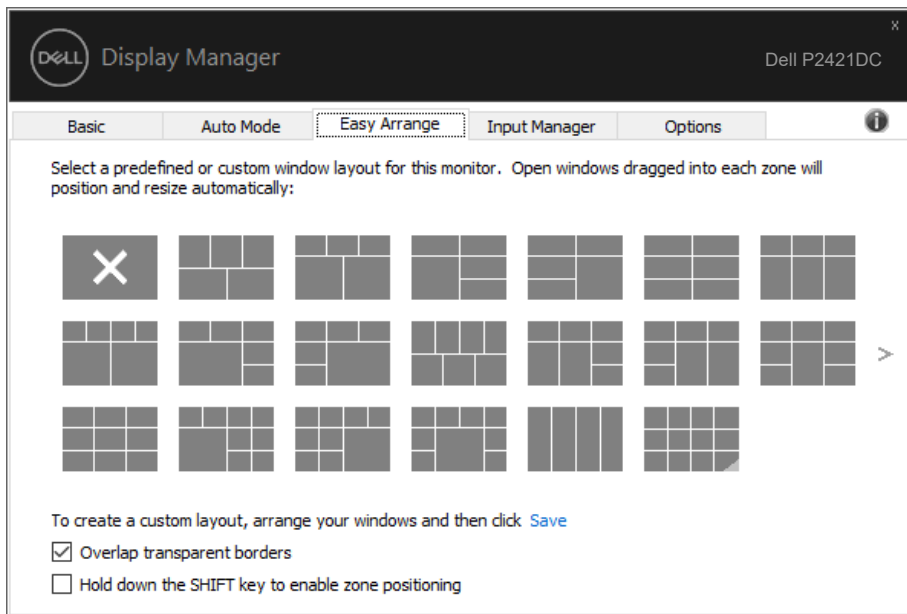 DELL Display Manager
X
Dell P2421DC
Basic Auto Mode Easy Arrange Input Manager Options
Select a predefined or custom window layout for this monitor. Open windows dragged into each zone will
position and resize automatically:
>
To create a custom layout, arrange your windows and then click Save
Overlap transparent borders
Hold down the SHIFT key to enable zone positioning